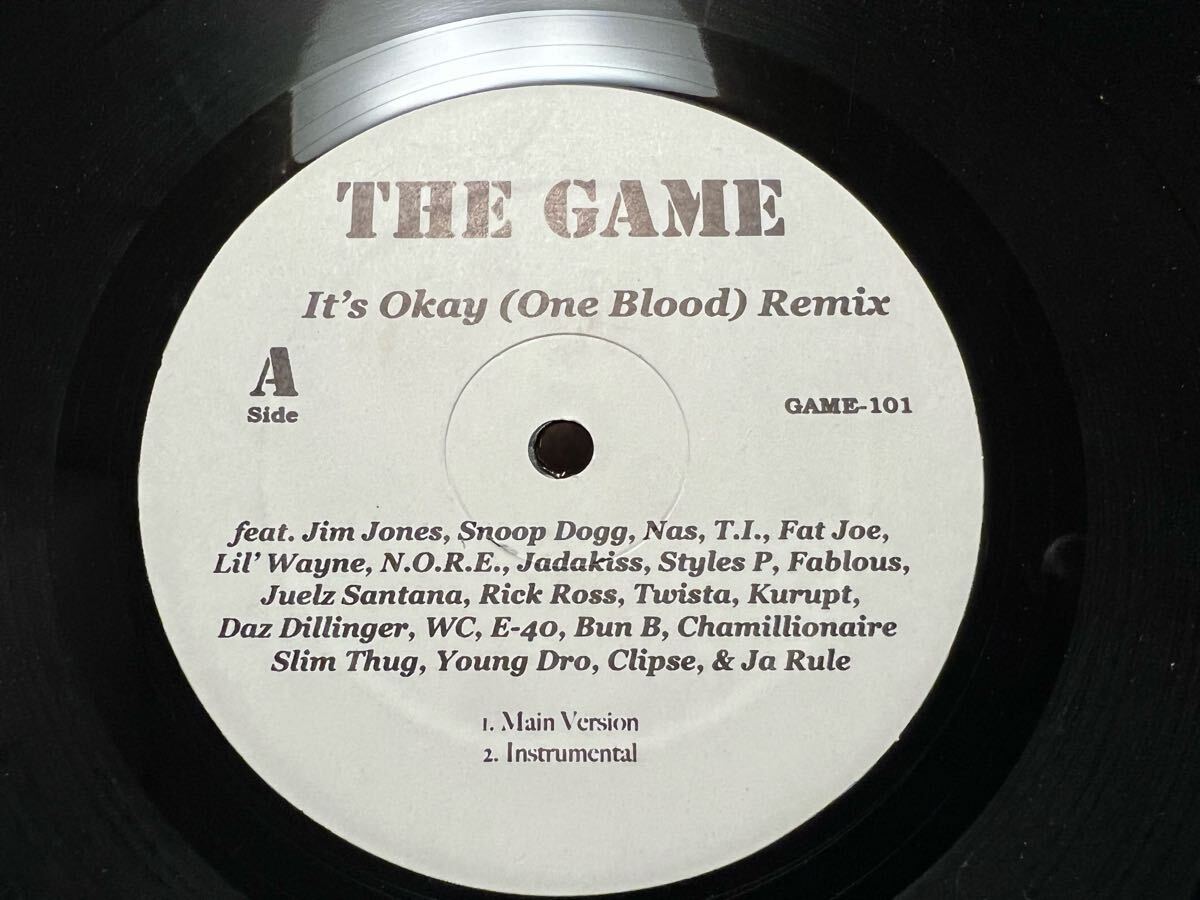 THE GAME
It's Okay (One Blood) Remix
A
Side
GAME-101
feat. Jim Jones, Snoop Dogg, Nas, T.I., Fat Joe,
Lil' Wayne, N.O.R.E., Jadakiss, Styles P, Fablous,
Juelz Santana, Rick Ross, Twista, Kurupt,
Daz Dillinger, WC, E-40, Bun B, Chamillionaire
Slim Thug, Young Dro, Clipse, & Ja Rule
1. Main Version
2. Instrumental